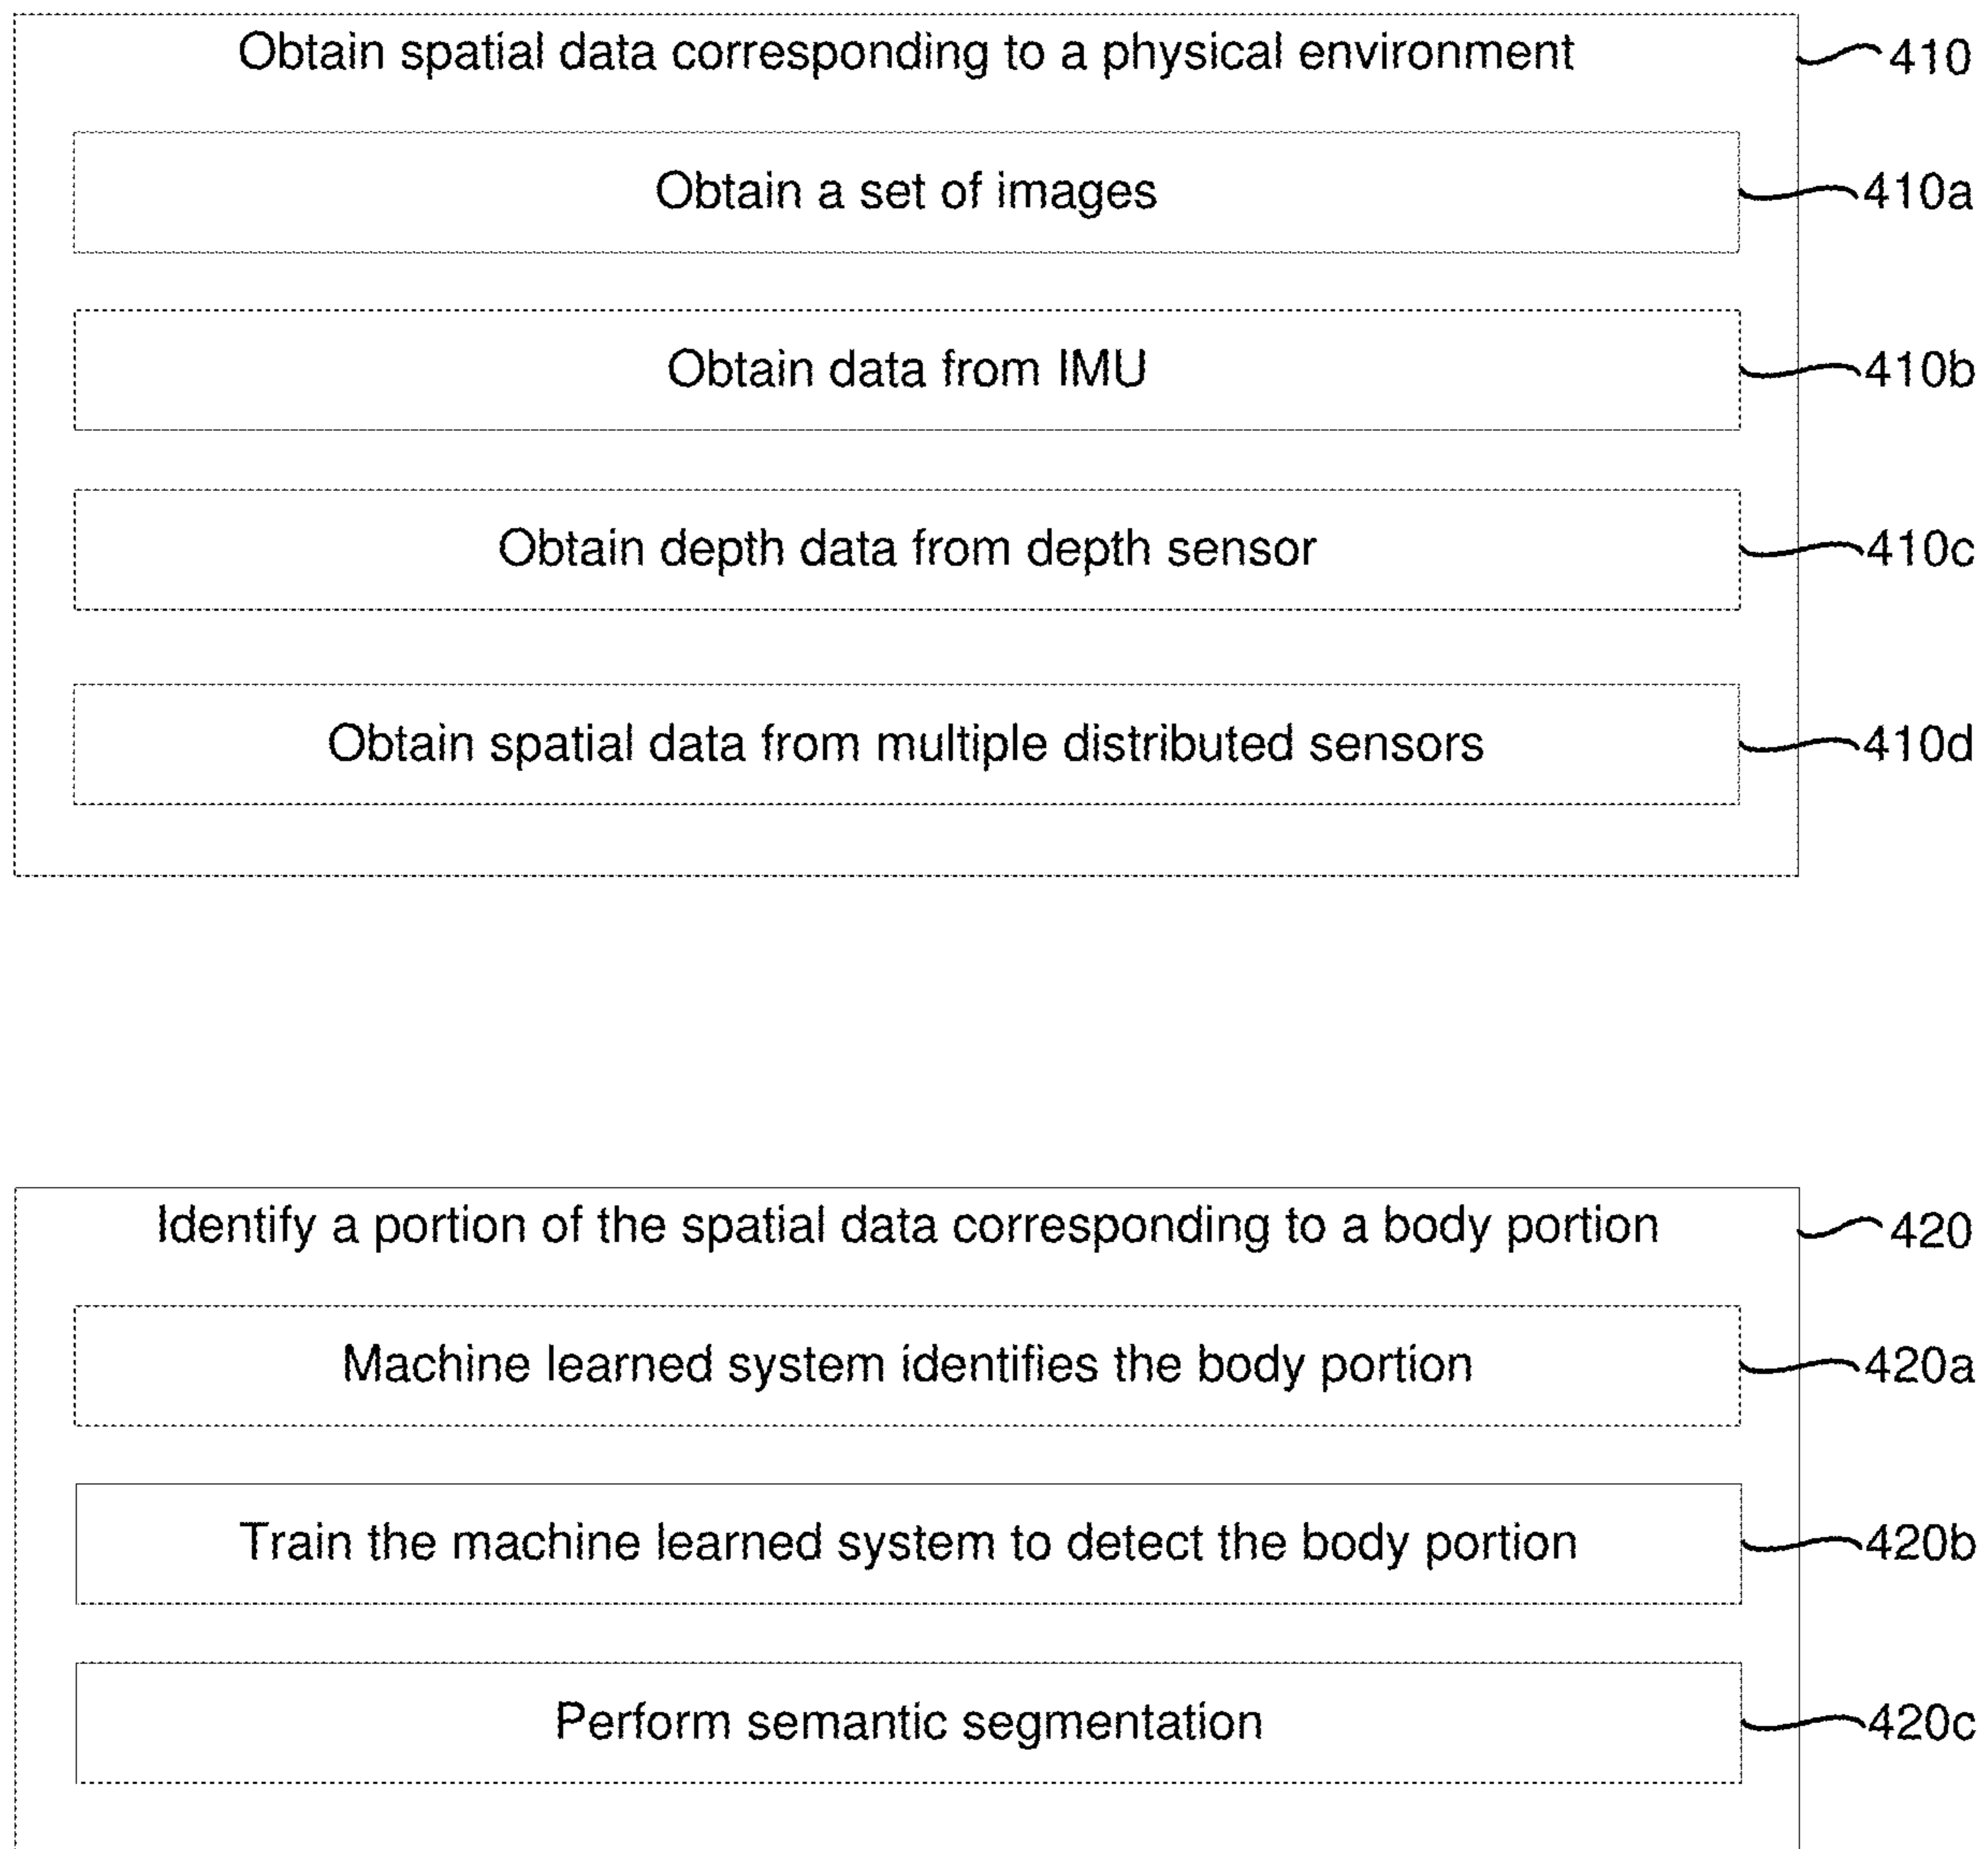 Obtain spatial data corresponding to a physical environment
410
Obtain a set of images
410a
Obtain data from IMU
410b
Obtain depth data from depth sensor
410c
Obtain spatial data from multiple distributed sensors
410d
Identify a portion of the spatial data corresponding to a body portion
420
Machine learned system identifies the body portion
420a
Train the machine learned system to detect the body portion
420b
Perform semantic segmentation
420c